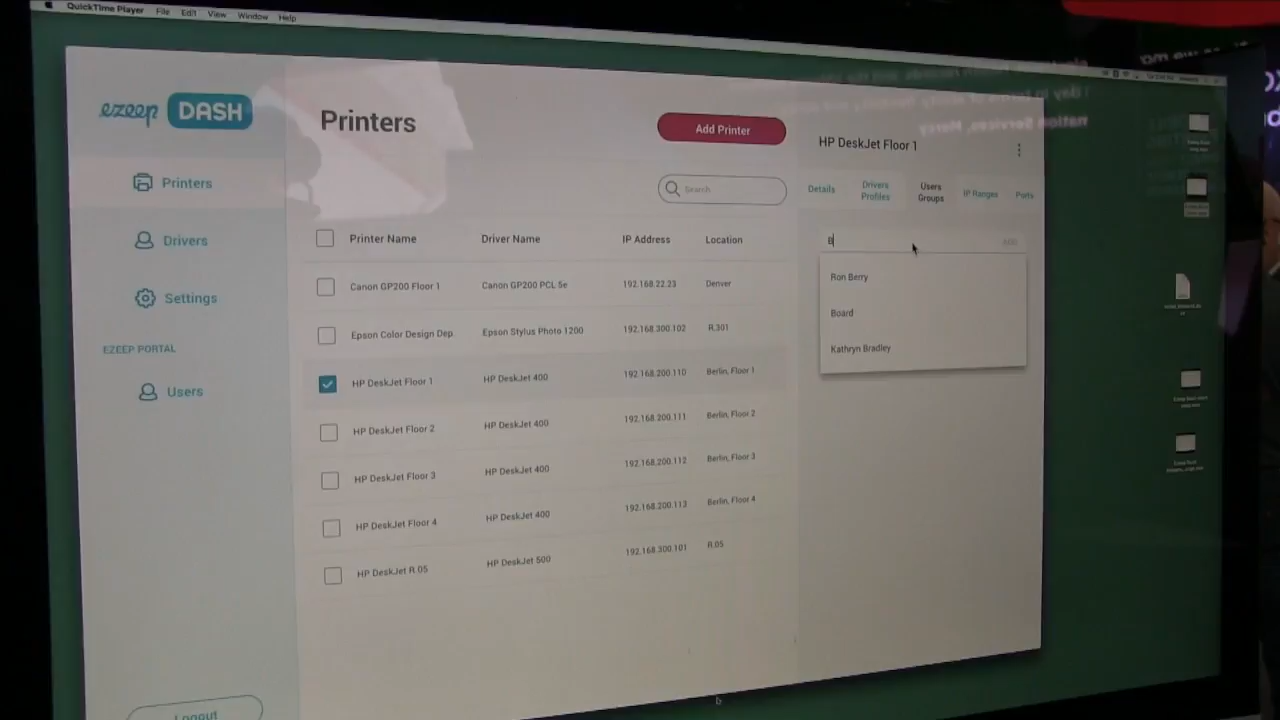 QuickTime Player File Edit View Window Help
ezeep DASH
Printers
Drivers
Settings
EZEEP PORTAL
Users
Logout
Printers
Add Printer
Search
Printer Name Driver Name IP Address Location
Canon GP200 Floor 1 Canon GP200 PCL 5e 192.168.22.23 Denver
Epson Color Design Dep. Epson Stylus Photo 1200 192.168.300.102 R.301
HP DeskJet Floor 1 HP DeskJet 400 192.168.200.110 Berlin, Floor 1
HP DeskJet Floor 2 HP DeskJet 400 192.168.200.111 Berlin, Floor 2
HP DeskJet Floor 3 HP DeskJet 400 192.168.200.112 Berlin, Floor 3
HP DeskJet Floor 4 HP DeskJet 400 192.168.200.113 Berlin, Floor 4
HP DeskJet R.05 HP DeskJet 500 192.168.300.101 R.05
HP DeskJet Floor 1
Details Drivers Profiles Users Groups IP Ranges Ports
B ADD
Ron Berry
Board
Kathryn Bradley